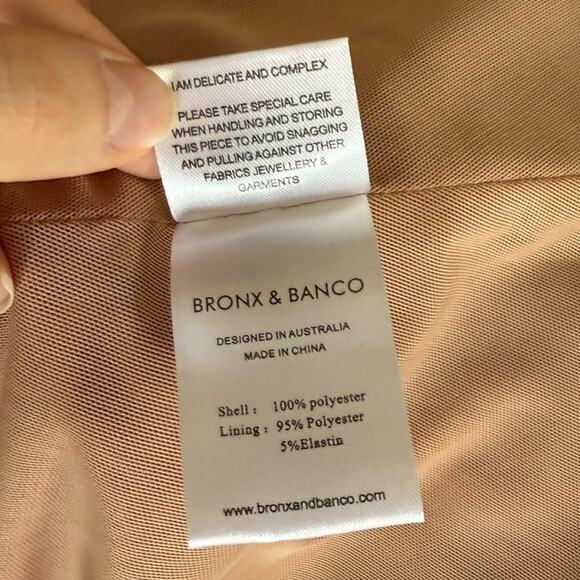 I AM DELICATE AND COMPLEX
PLEASE TAKE SPECIAL CARE
WHEN HANDLING AND STORING
THIS PIECE TO AVOID SNAGGING
AND PULLING AGAINST OTHER
FABRICS JEWELLERY &
GARMENTS
BRONX & BANCO
DESIGNED IN AUSTRALIA
MADE IN CHINA
Shell : 100% polyester
Lining : 95% Polyester
5%Elastin
www.bronxandbanco.com